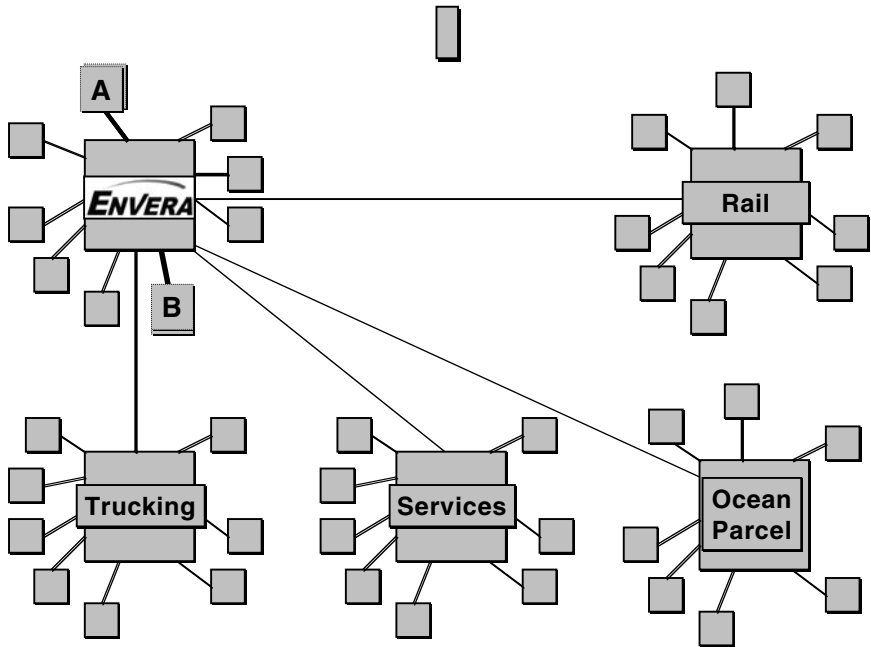 A
ENVERA
Rail
B
Trucking
Services
Ocean
Parcel